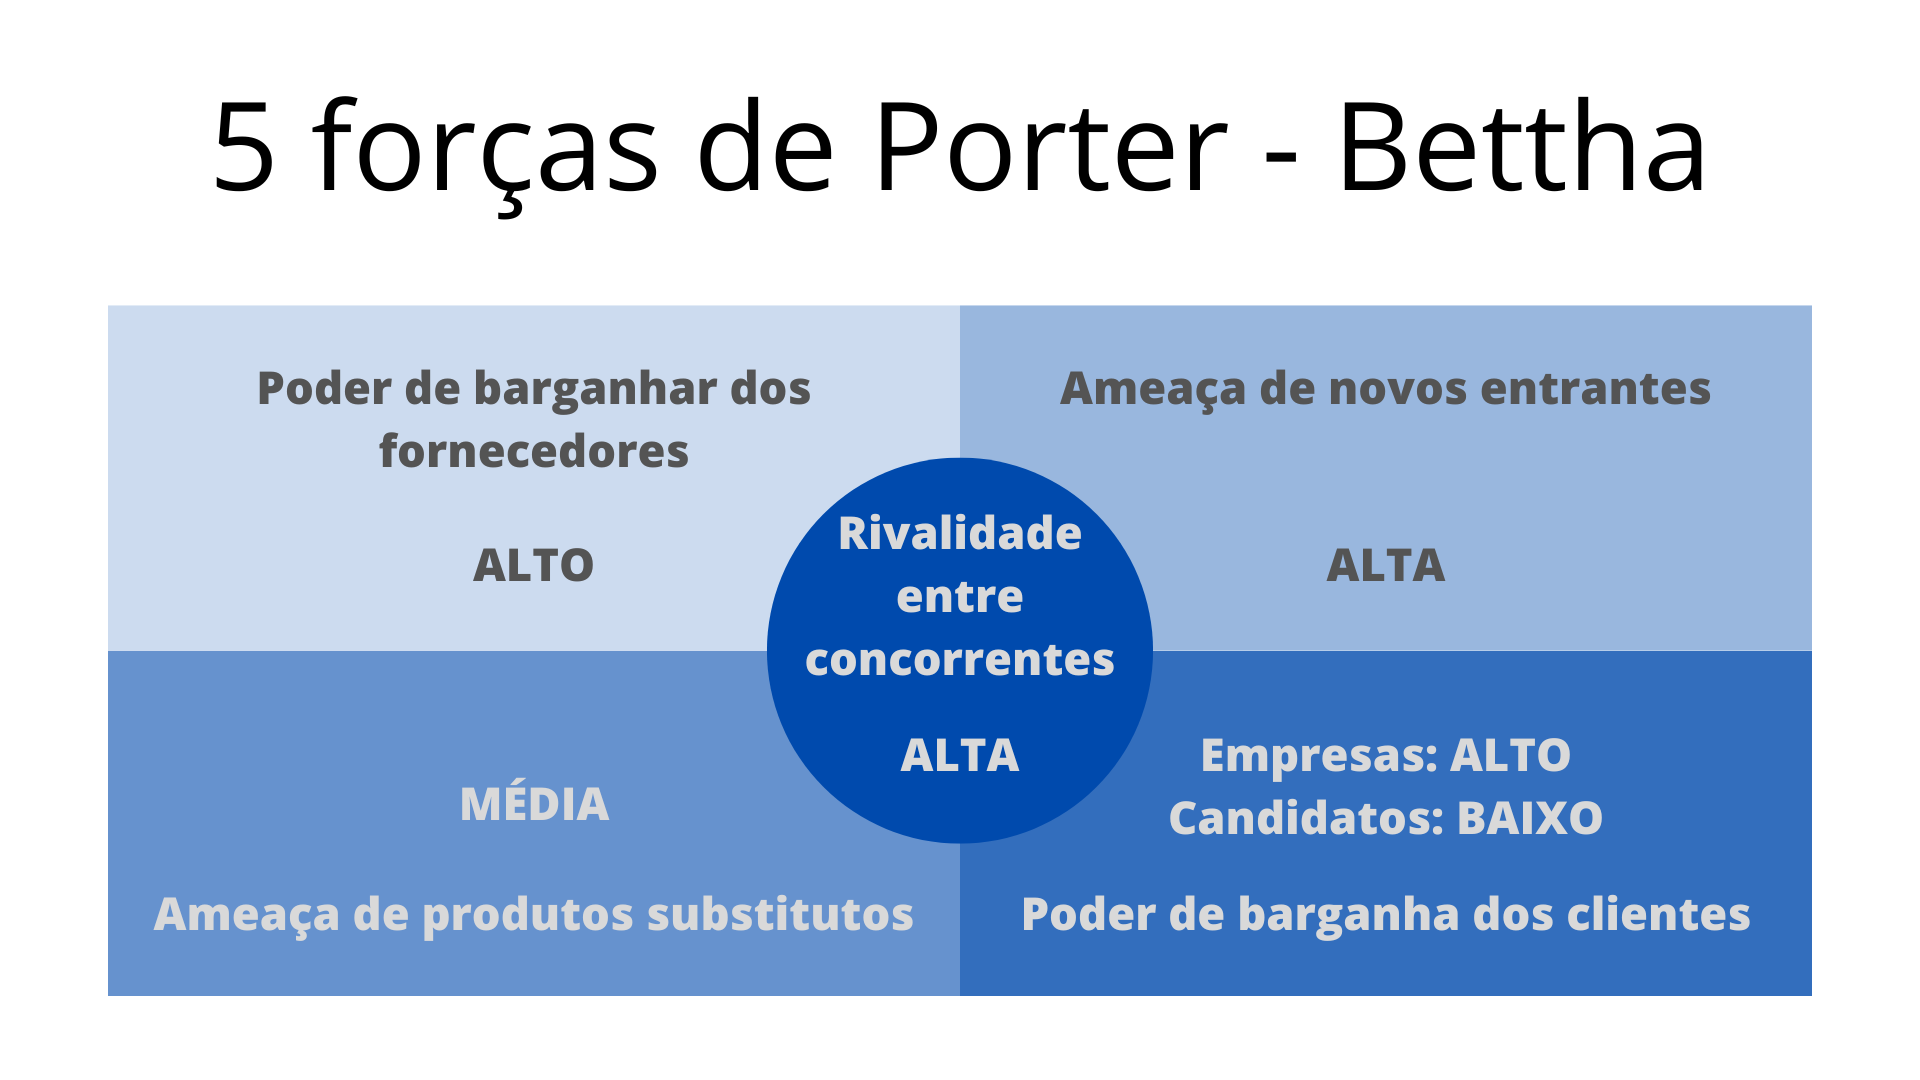 5 forças de Porter - Bettha
Poder de barganhar dos
fornecedores
ALTO
Ameaça de novos entrantes
ALTA
Rivalidade
entre
concorrentes
ALTA
MÉDIA
Ameaça de produtos substitutos
Empresas: ALTO
Candidatos: BAIXO
Poder de barganha dos clientes